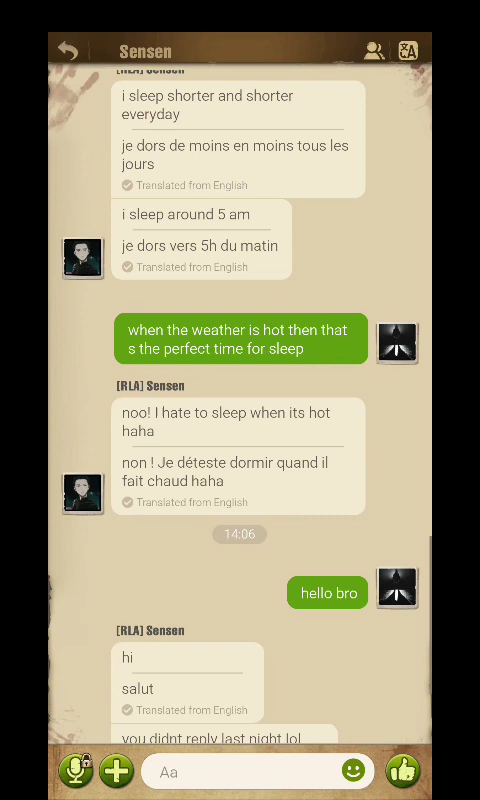 Sensen
[RLA] Sensen
i sleep shorter and shorter
everyday
je dors de moins en moins tous les
jours
Translated from English
i sleep around 5 am
je dors vers 5h du matin
Translated from English
when the weather is hot then that
s the perfect time for sleep
[RLA] Sensen
noo! I hate to sleep when its hot
haha
non ! Je déteste dormir quand il
fait chaud haha
Translated from English
14:06
hello bro
[RLA] Sensen
hi
salut
Translated from English
you didnt reply last night lol
Aa